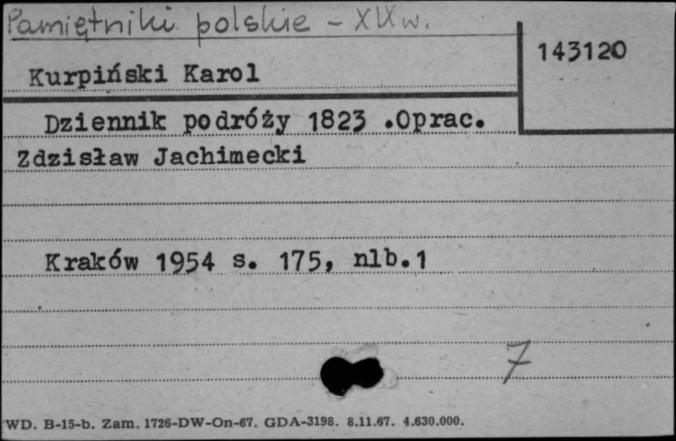 Pamiętniki polskie - XIX w.
143120
Kurpiński Karol
Dziennik podróży 1823 .Oprac.
Zdzisław Jachimecki
Kraków 1954 s. 175, nlb.1
7
WD. B-15-b. Zam. 1726-DW-On-67. GDA-3198. 8.11.67. 4.630.000.